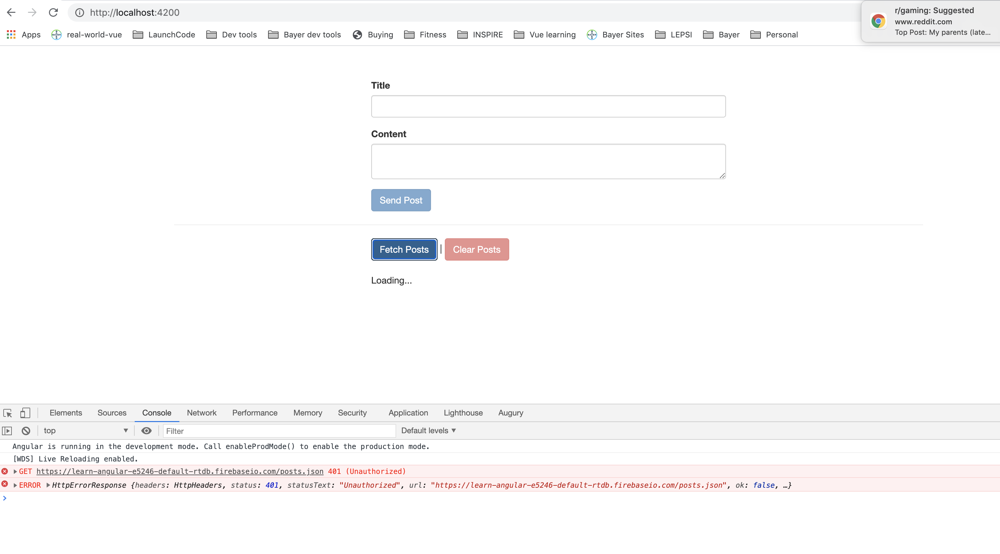 http://localhost:4200
r/gaming: Suggested
www.reddit.com
Top Post: My parents (late...
Apps real-world-vue LaunchCode Dev tools Bayer dev tools Buying Fitness INSPIRE Vue learning Bayer Sites LEPSI Bayer Personal
Title
Content
Send Post
Fetch Posts | Clear Posts
Loading...
Elements Sources Console Network Performance Memory Security Application Lighthouse Augury
top Filter Default levels
Angular is running in the development mode. Call enableProdMode() to enable the production mode.
[WDS] Live Reloading enabled.
GET https://learn-angular-e5246-default-rtdb.firebaseio.com/posts.json 401 (Unauthorized)
ERROR HttpErrorResponse {headers: HttpHeaders, status: 401, statusText: "Unauthorized", url: "https://learn-angular-e5246-default-rtdb.firebaseio.com/posts.json", ok: false, …}